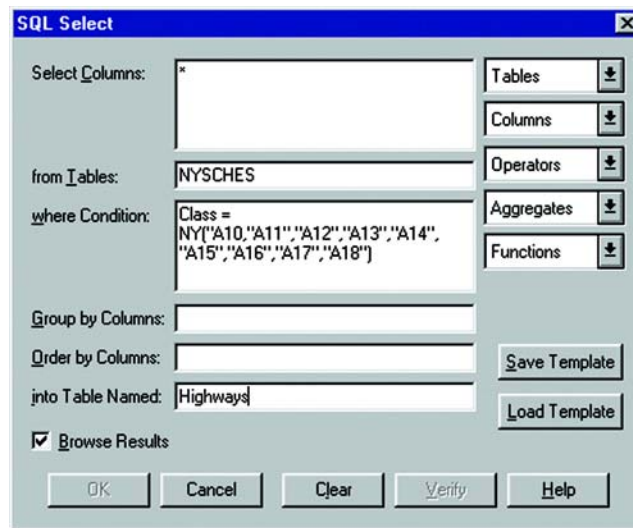 SQL Select
Select Columns:
*
Tables
Columns
from Tables:
NYSCHES
Operators
where Condition:
Class =
NY("A10,"A11","A12","A13","A14",
"A15","A16","A17","A18")
Aggregates
Functions
Group by Columns:
Order by Columns:
Save Template
into Table Named:
Highways
Load Template
Browse Results
OK
Cancel
Clear
Verify
Help